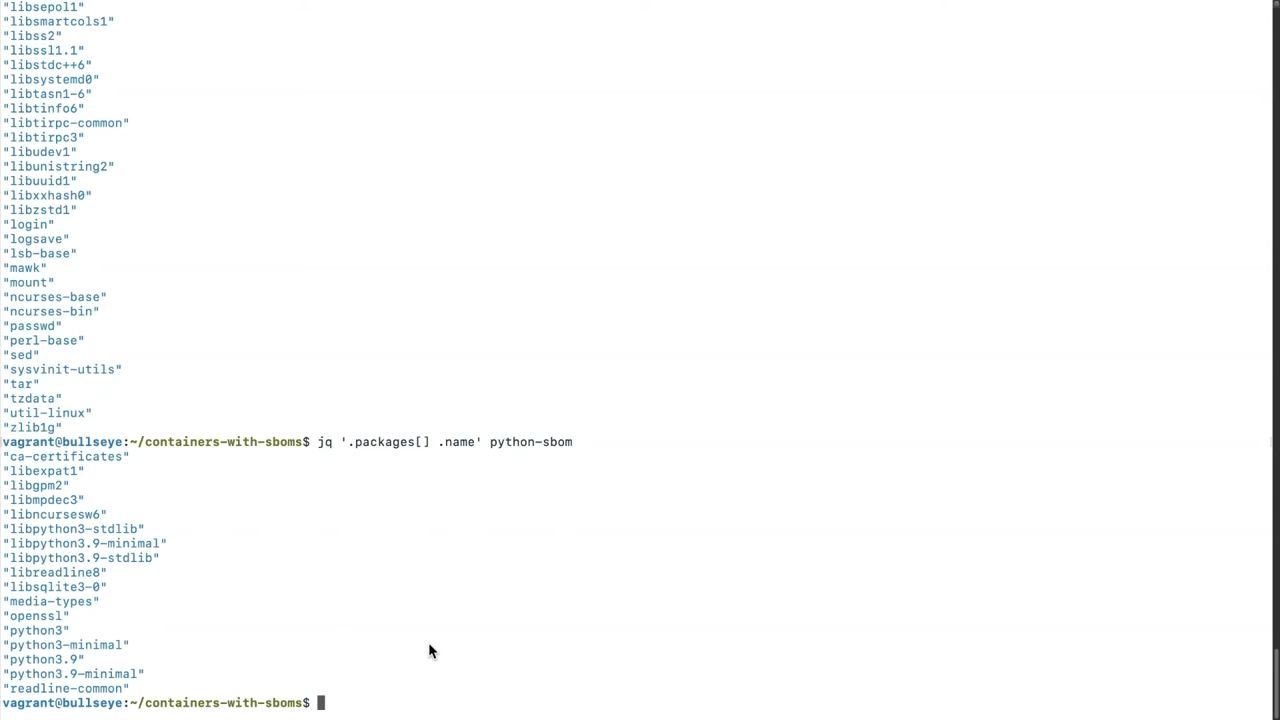 "libsepol1"
"libsmartcols1"
"libss2"
"libssl1.1"
"libstdc++6"
"libsystemd0"
"libtasn1-6"
"libtinfo6"
"libtirpc-common"
"libtirpc3"
"libudev1"
"libunistring2"
"libuuid1"
"libxxhash0"
"libzstd1"
"login"
"logsave"
"lsb-base"
"mawk"
"mount"
"ncurses-base"
"ncurses-bin"
"passwd"
"perl-base"
"sed"
"sysvinit-utils"
"tar"
"tzdata"
"util-linux"
"zlib1g"
vagrant@bullseye:~/containers-with-sboms$ jq '.packages[] .name' python-sbom
"ca-certificates"
"libexpat1"
"libgpm2"
"libmpdec3"
"libncursesw6"
"libpython3-stdlib"
"libpython3.9-minimal"
"libpython3.9-stdlib"
"libreadline8"
"libsqlite3-0"
"media-types"
"openssl"
"python3"
"python3-minimal"
"python3.9"
"python3.9-minimal"
"readline-common"
vagrant@bullseye:~/containers-with-sboms$